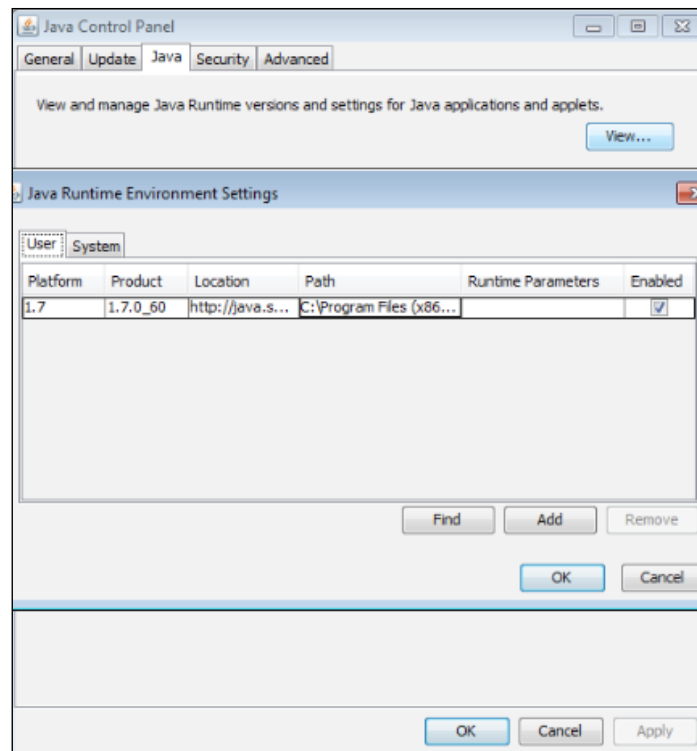 Java Control Panel
General Update Java Security Advanced
View and manage Java Runtime versions and settings for Java applications and applets.
View...
Java Runtime Environment Settings
User System
Platform Product Location Path Runtime Parameters Enabled
1.7 1.7.0_60 http://java.s... C:\Program Files (x86...
Find Add Remove
OK Cancel
OK Cancel Apply